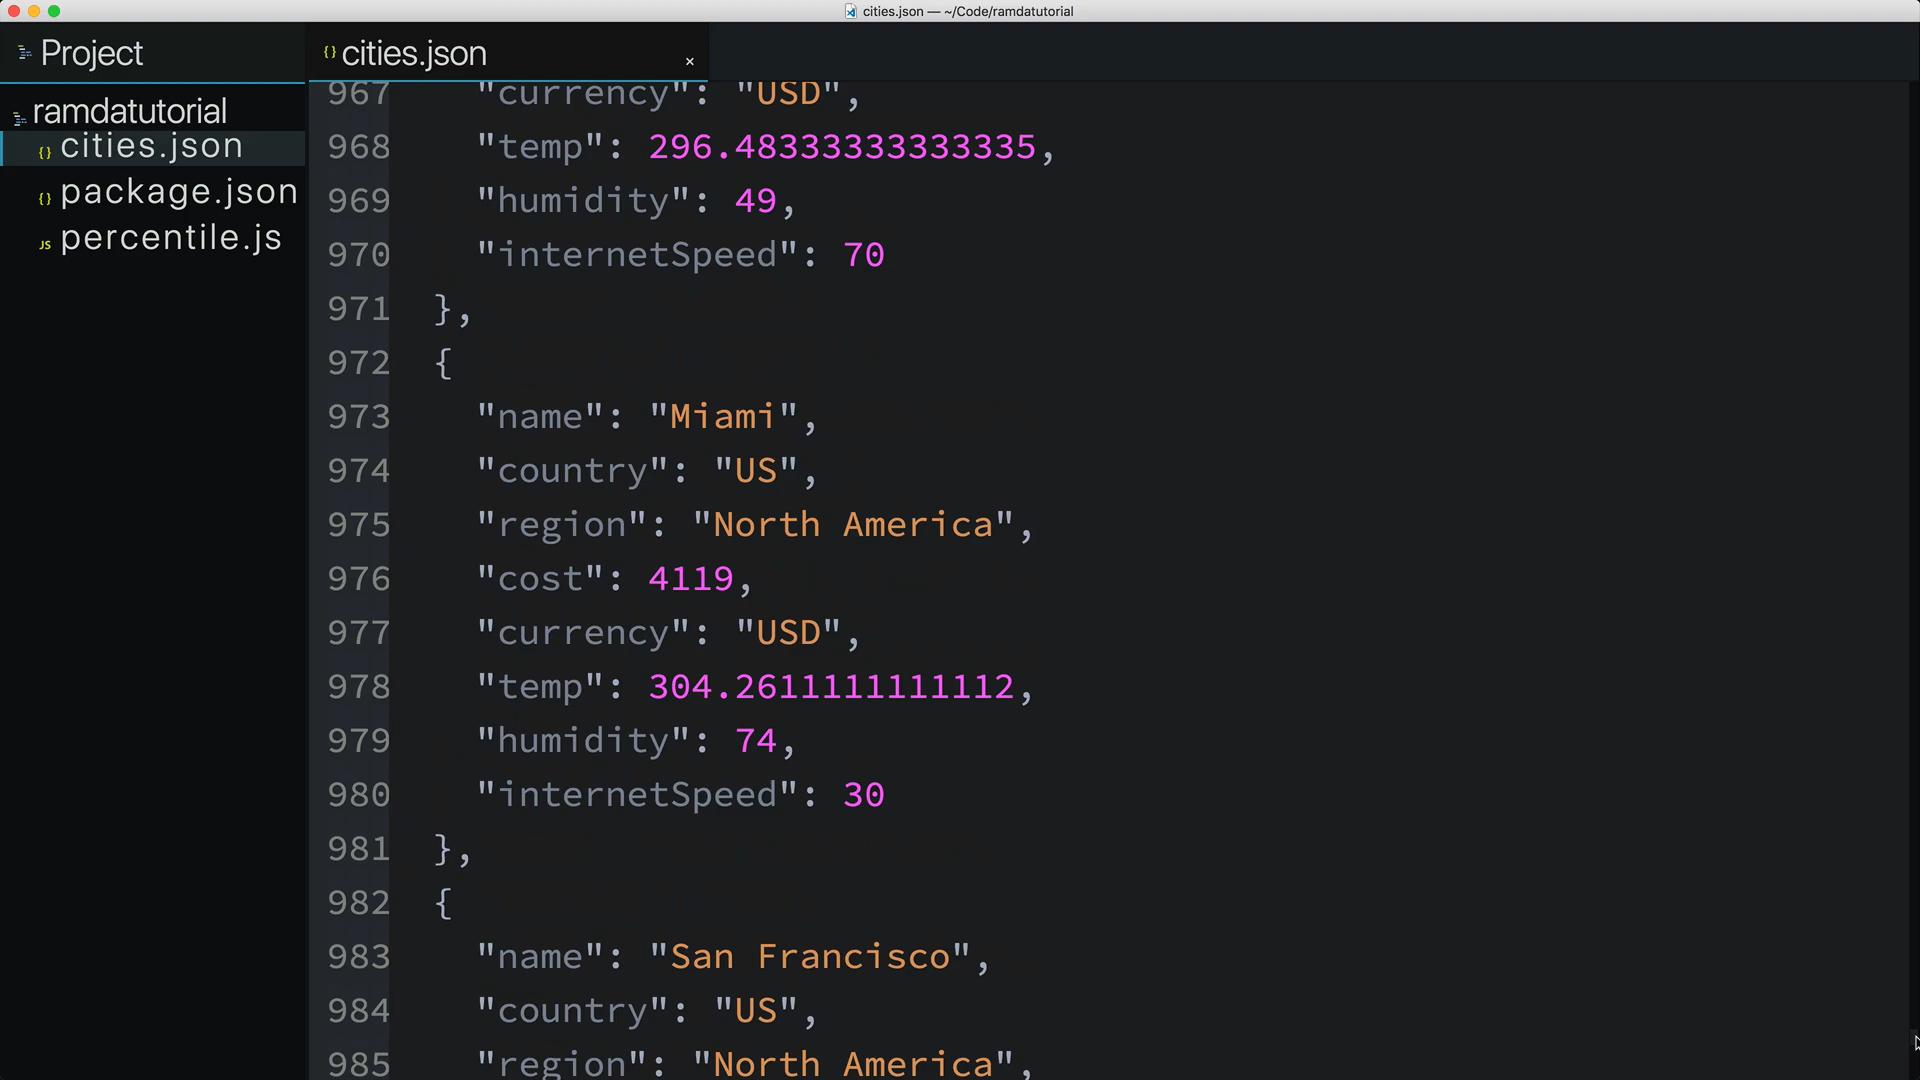 cities.json — ~/Code/ramdatutorial
Project
cities.json
ramdatutorial
cities.json
package.json
percentile.js
967 "currency": "USD",
968 "temp": 296.48333333333335,
969 "humidity": 49,
970 "internetSpeed": 70
971 },
972 {
973 "name": "Miami",
974 "country": "US",
975 "region": "North America",
976 "cost": 4119,
977 "currency": "USD",
978 "temp": 304.2611111111112,
979 "humidity": 74,
980 "internetSpeed": 30
981 },
982 {
983 "name": "San Francisco",
984 "country": "US",
985 "region": "North America",